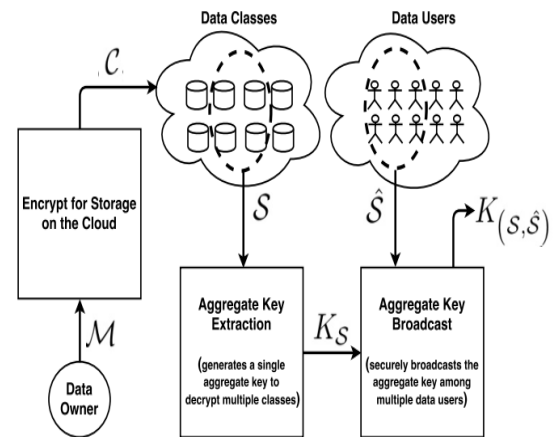 Data Classes
Data Users
C
Encrypt for Storage
on the Cloud
S
Ŝ
K(S,Ŝ)
M
Data
Owner
Aggregate Key
Extraction
(generates a single
aggregate key to
decrypt multiple classes)
K_S
Aggregate Key
Broadcast
(securely broadcasts the
aggregate key among
multiple data users)